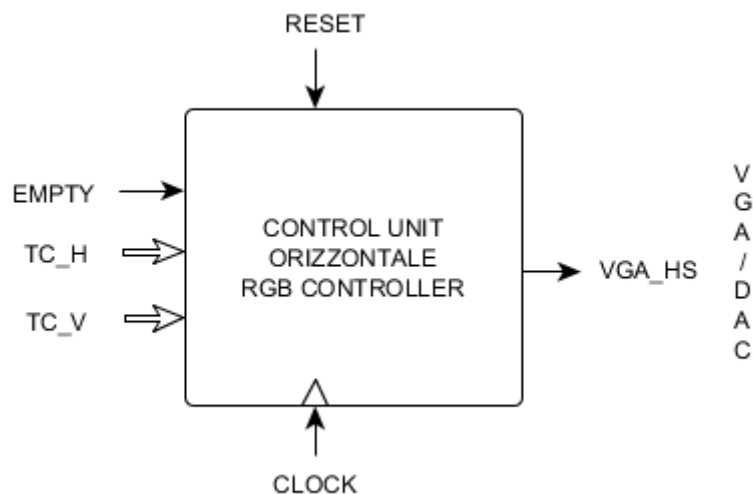 RESET
EMPTY
TC_H
TC_V
CONTROL UNIT
ORIZZONTALE
RGB CONTROLLER
VGA_HS
V
G
A
/
D
A
C
CLOCK